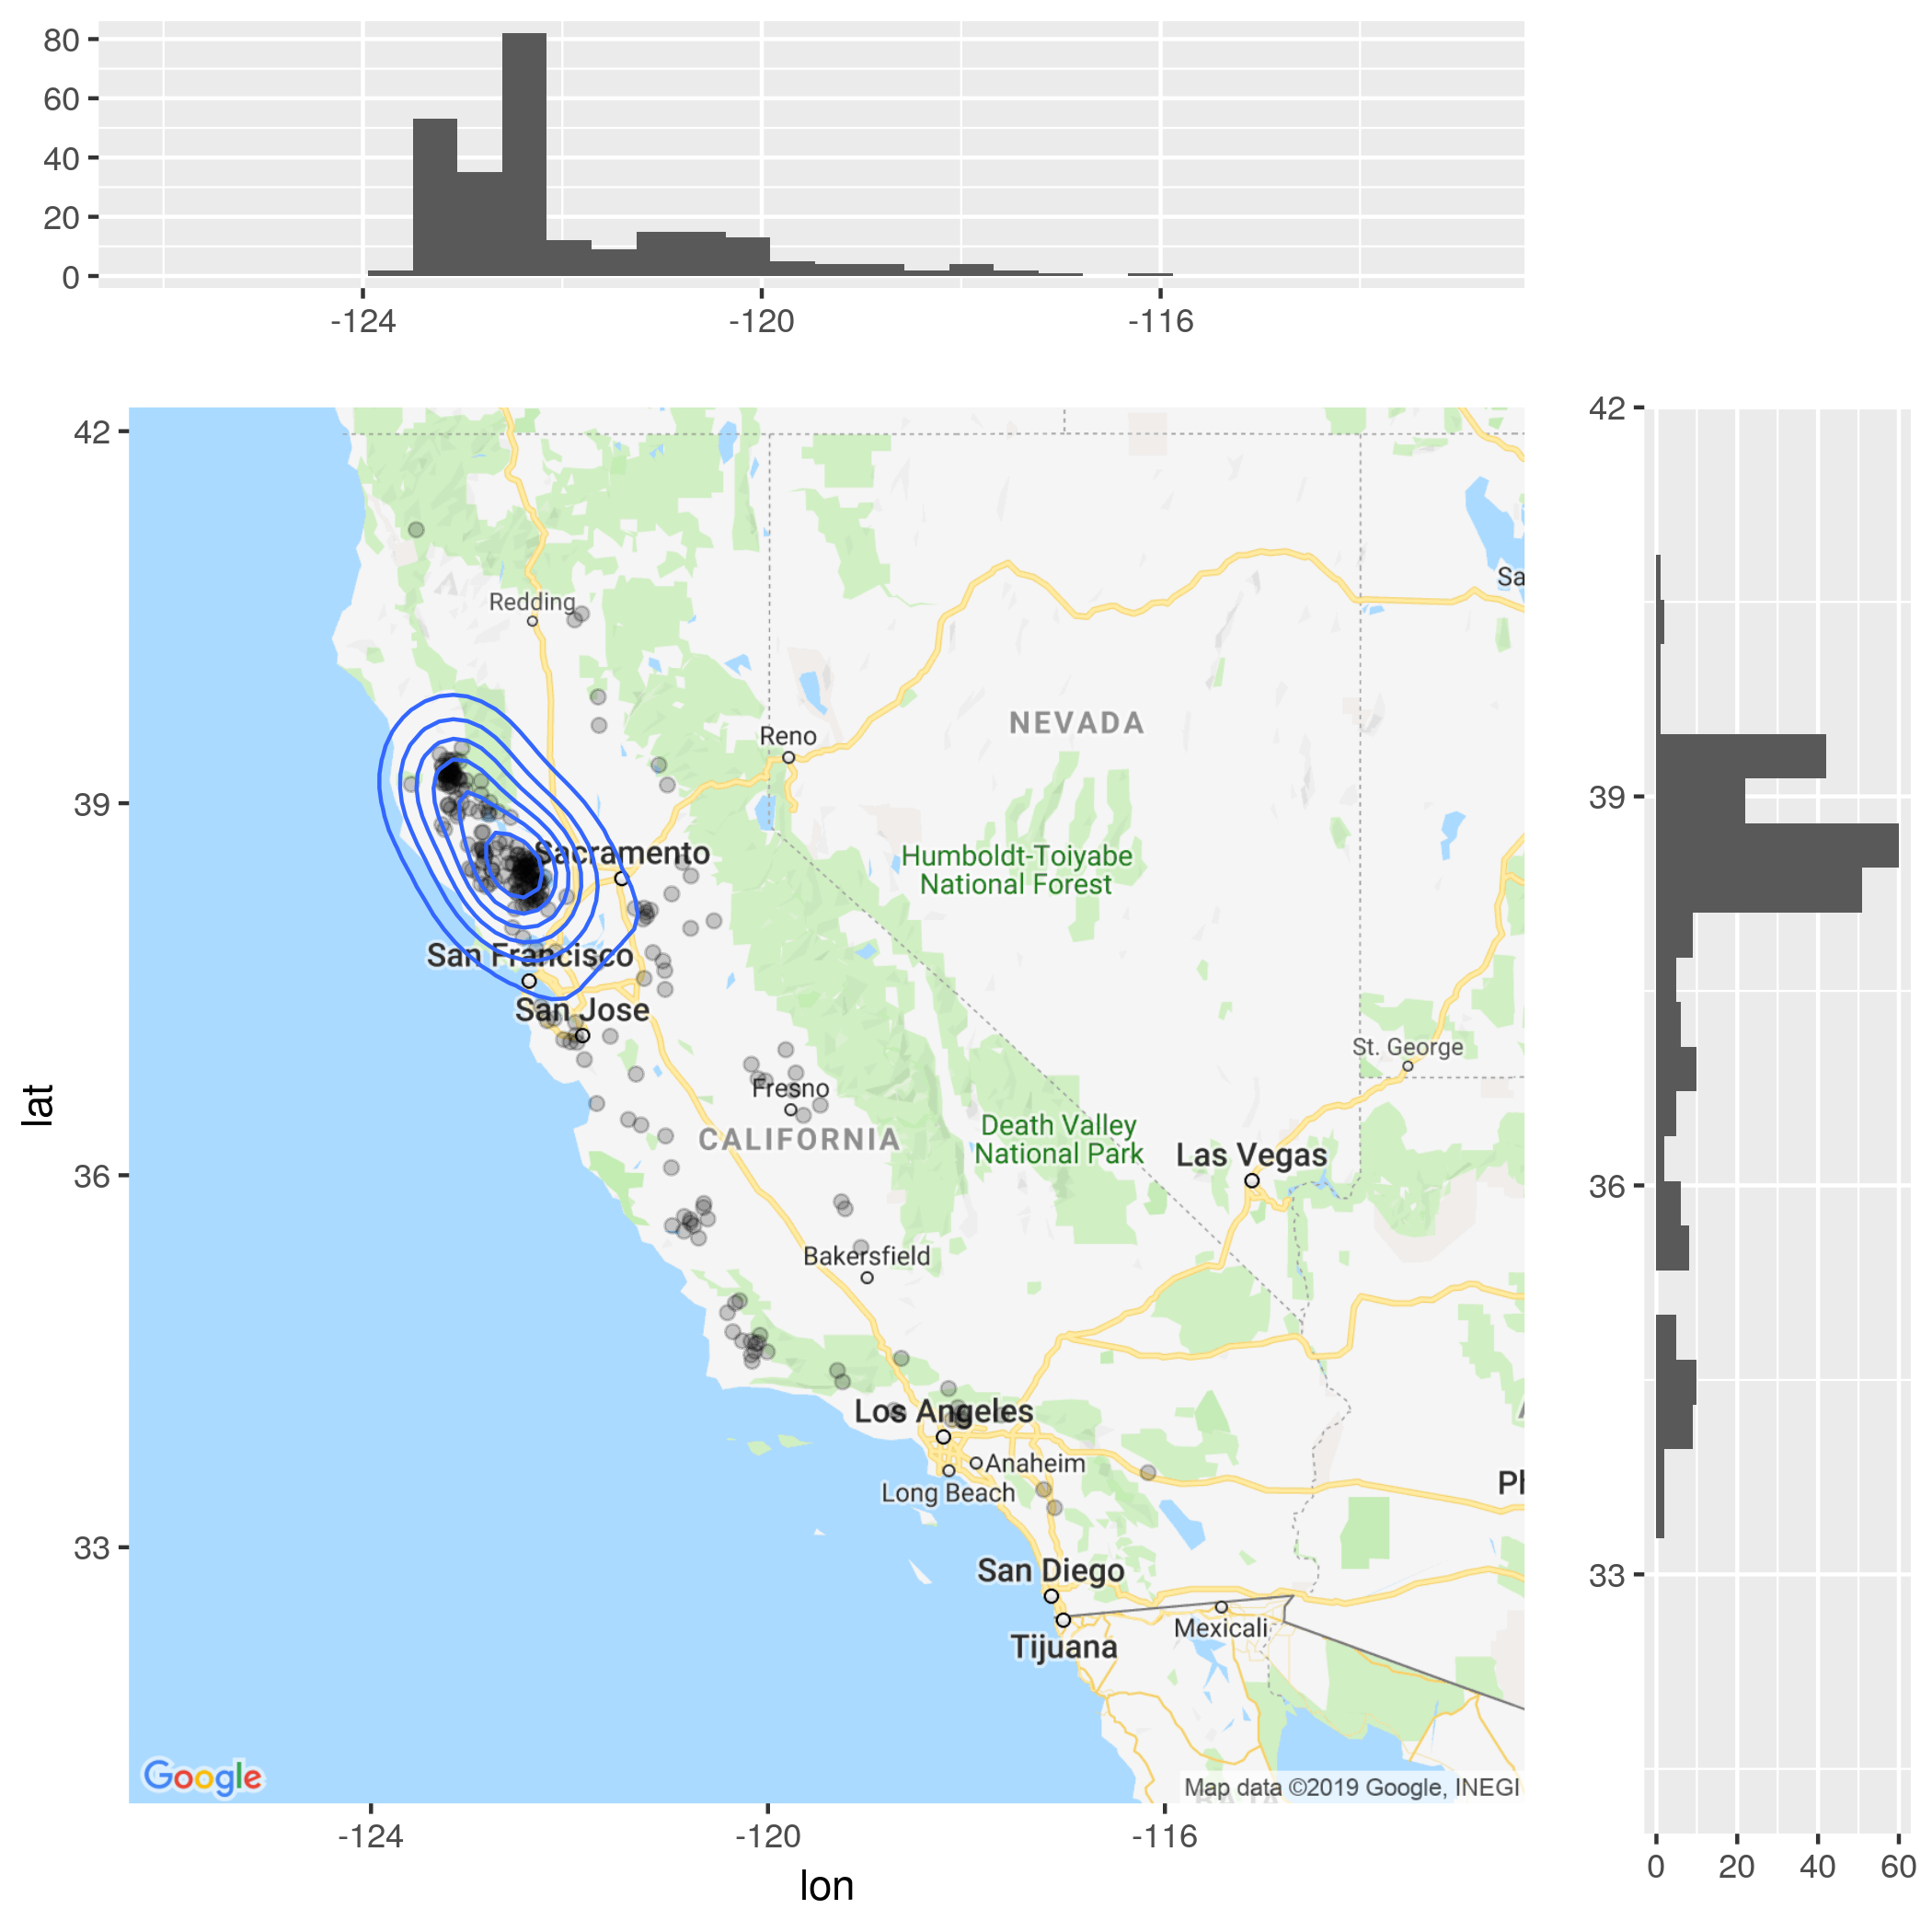 80
60
40
20
0
-124
-120
-116
42
39
36
33
lat
Redding
Reno
NEVADA
Sacramento
Humboldt-Toiyabe
National Forest
San Francisco
San Jose
St. George
Fresno
CALIFORNIA
Death Valley
National Park
Las Vegas
Bakersfield
Los Angeles
Anaheim
Long Beach
San Diego
Mexicali
Tijuana
Sa
Ph
Google
Map data ©2019 Google, INEGI
-124
-120
-116
lon
42
39
36
33
0
20
40
60